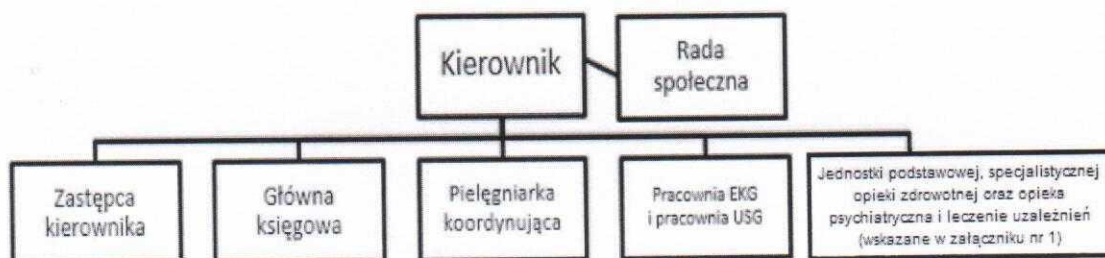 Kierownik
Rada
społeczna
Zastępca
kierownika
Główna
księgowa
Pielęgniarka
koordynująca
Pracownia EKG
i pracownia USG
Jednostki podstawowej, specjalistycznej
opieki zdrowotnej oraz opieka
psychiatryczna i leczenie uzależnień
(wskazane w załączniku nr 1)